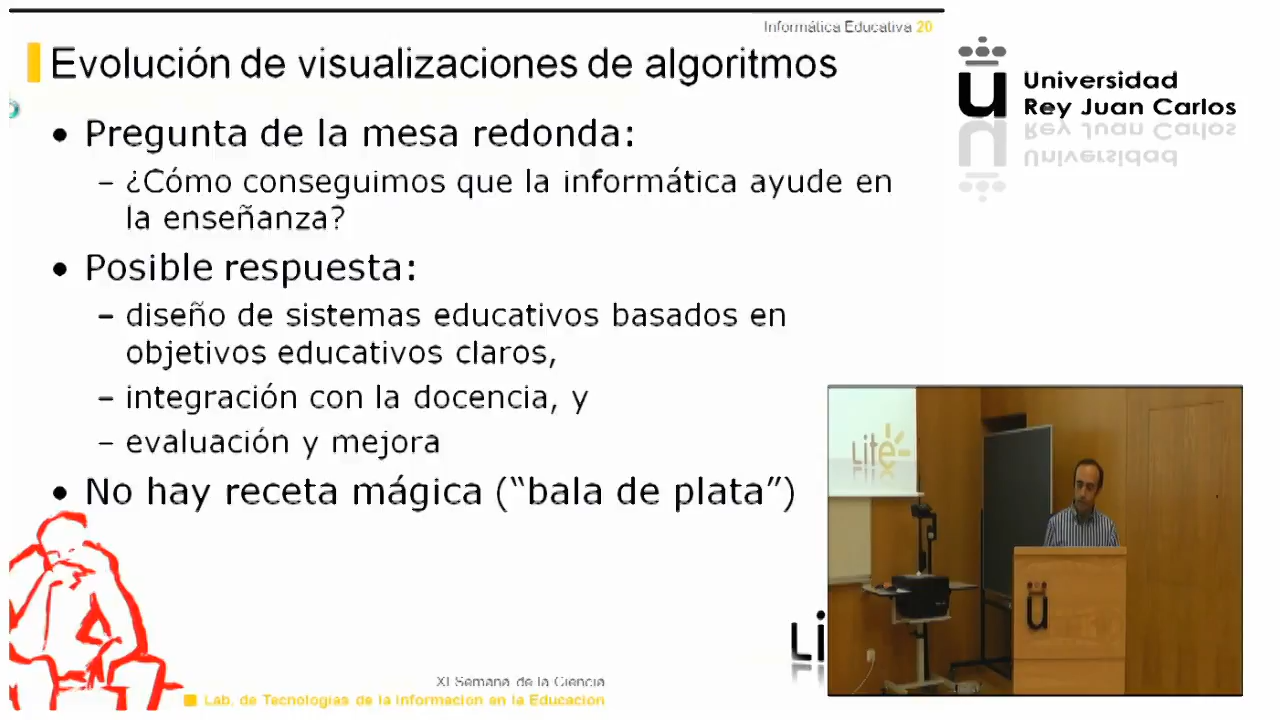 Informática Educativa 20
Evolución de visualizaciones de algoritmos
• Pregunta de la mesa redonda:
– ¿Cómo conseguimos que la informática ayude en
la enseñanza?
• Posible respuesta:
– diseño de sistemas educativos basados en
objetivos educativos claros,
– integración con la docencia, y
– evaluación y mejora
• No hay receta mágica (“bala de plata”)
XI Semana de la Ciencia
Lab. de Tecnologías de la Informacion en la Educacion
Universidad
Rey Juan Carlos
Lite